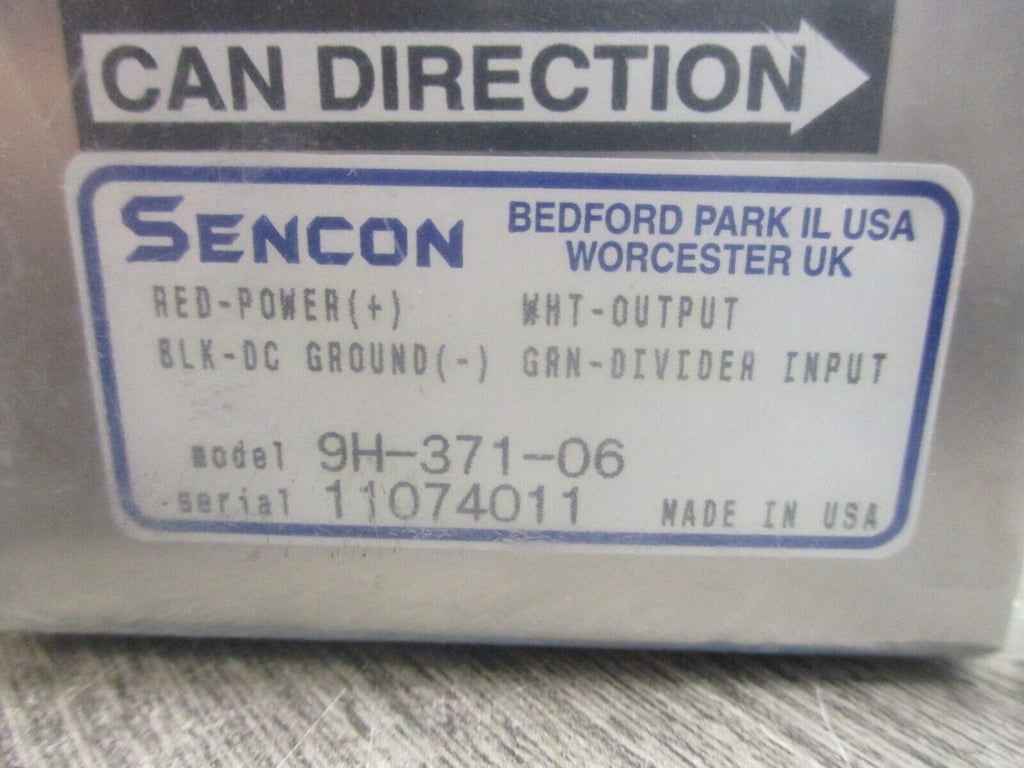 CAN DIRECTION
SENCON
BEDFORD PARK IL USA
WORCESTER UK
RED-POWER(+) WHT-OUTPUT
BLK-DC GROUND(-) GRN-DIVIDER INPUT
model 9H-371-06
serial 11074011 MADE IN USA